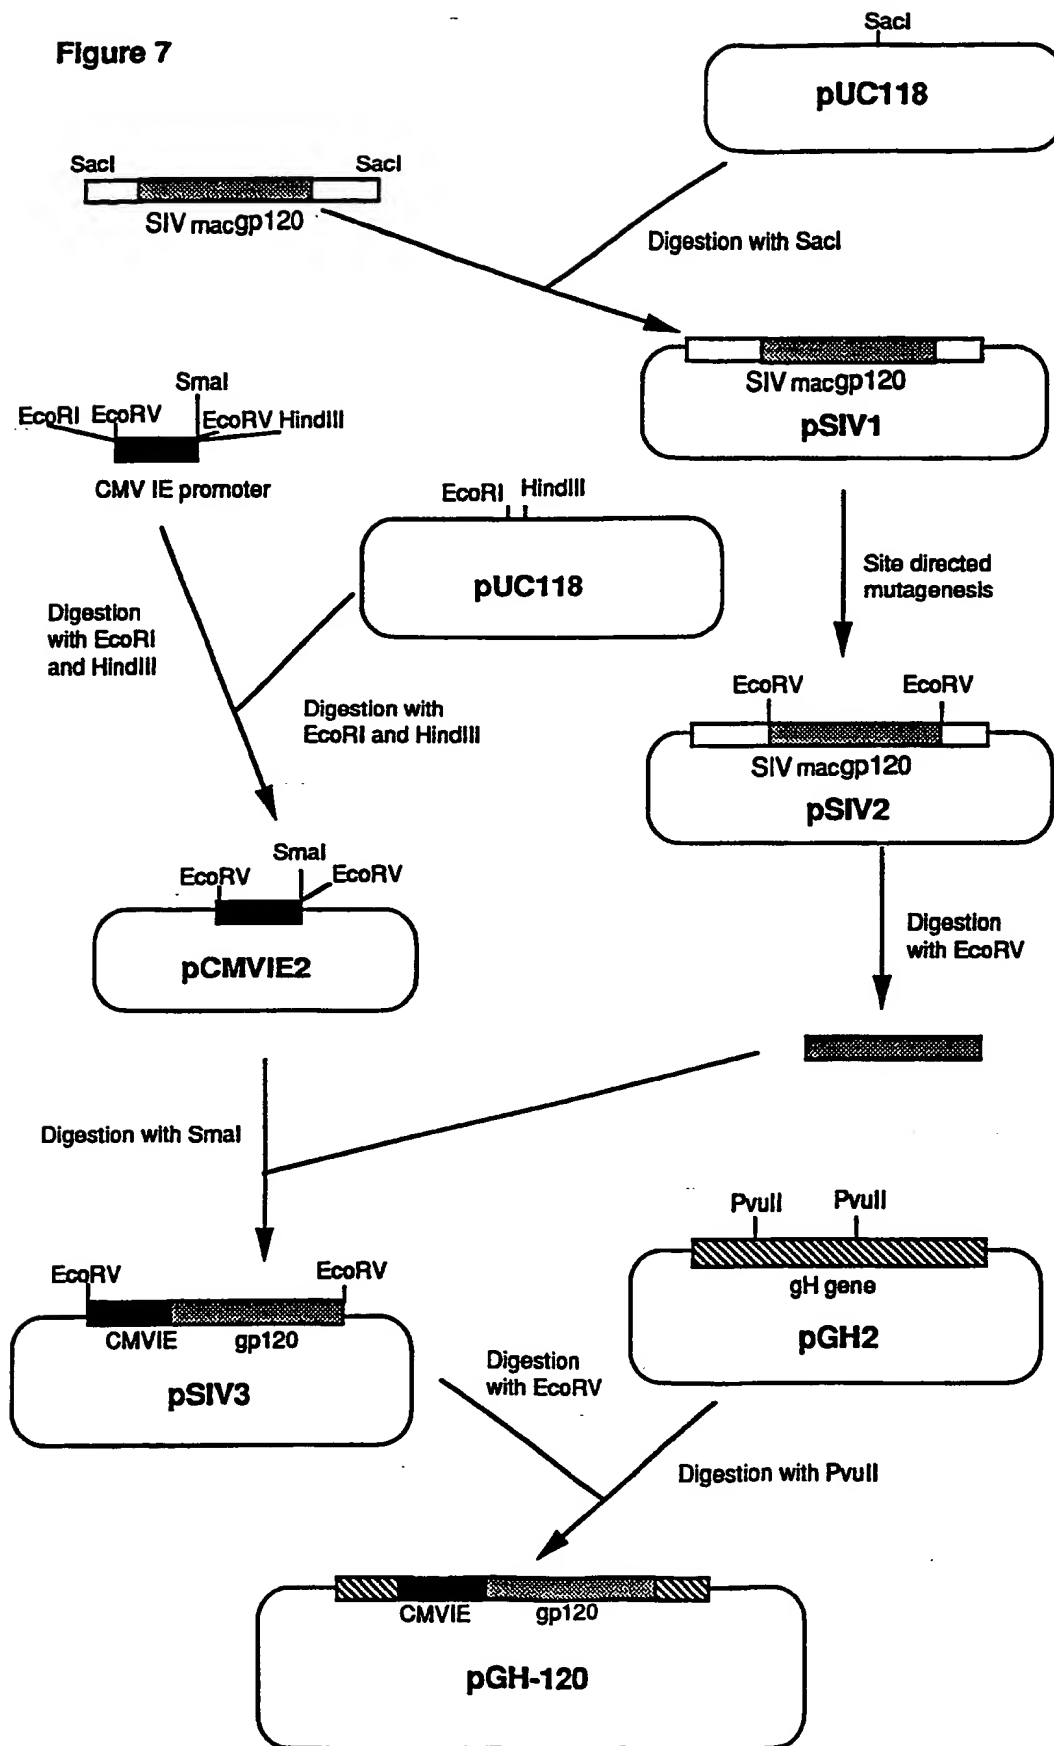 Figure 7
SacI
pUC118
SacI
SacI
SIV macgp120
Digestion with SacI
SIV macgp120
pSIV1
SmaI
EcoRI EcoRV
EcoRV HindIII
CMV IE promoter
EcoRI HindIII
pUC118
Site directed
mutagenesis
Digestion
with EcoRI
and HindIII
Digestion with
EcoRI and HindIII
EcoRV
EcoRV
SIV macgp120
pSIV2
SmaI
EcoRV
EcoRV
pCMVIE2
Digestion
with EcoRV
Digestion with SmaI
PvuII
PvuII
gH gene
pGH2
EcoRV
EcoRV
CMVIE
gp120
pSIV3
Digestion
with EcoRV
Digestion with PvuII
CMVIE
gp120
pGH-120